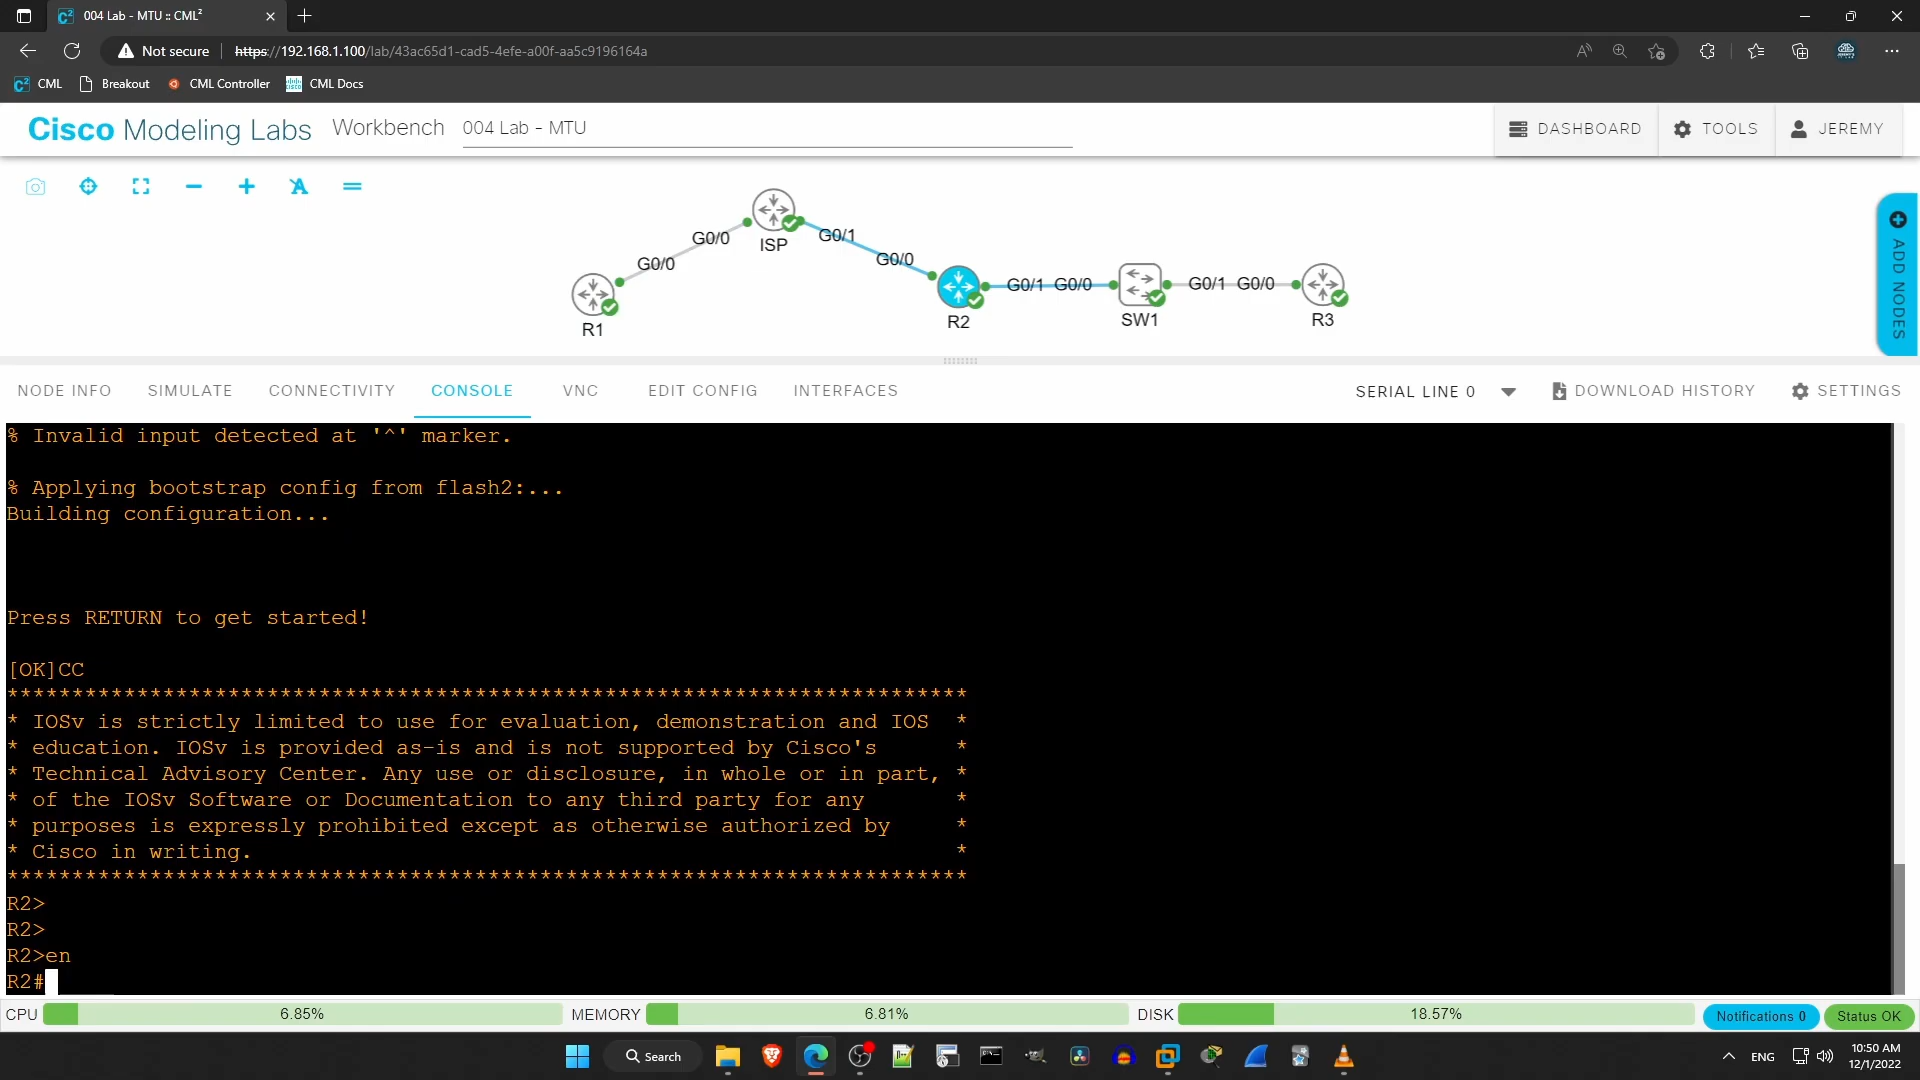 004 Lab - MTU :: CML²
Not secure
https://192.168.1.100/lab/43ac65d1-cad5-4efe-a00f-aa5c9196164a
CML
Breakout
CML Controller
CML Docs
Cisco Modeling Labs
Workbench
004 Lab - MTU
DASHBOARD
TOOLS
JEREMY
ADD NODES
ISP
G0/0
G0/1
G0/0
G0/0
R1
R2
G0/1
G0/0
SW1
G0/1
G0/0
R3
NODE INFO
SIMULATE
CONNECTIVITY
CONSOLE
VNC
EDIT CONFIG
INTERFACES
SERIAL LINE 0
DOWNLOAD HISTORY
SETTINGS
% Invalid input detected at '^' marker.
% Applying bootstrap config from flash2:...
Building configuration...
Press RETURN to get started!
[OK]CC
**************************************************************************
* IOSv is strictly limited to use for evaluation, demonstration and IOS  *
* education. IOSv is provided as-is and is not supported by Cisco's      *
* Technical Advisory Center. Any use or disclosure, in whole or in part, *
* of the IOSv Software or Documentation to any third party for any       *
* purposes is expressly prohibited except as otherwise authorized by     *
* Cisco in writing.                                                      *
**************************************************************************
R2>
R2>
R2>en
R2#
CPU
6.85%
MEMORY
6.81%
DISK
18.57%
Notifications 0
Status OK
Search
ENG
10:50 AM
12/1/2022